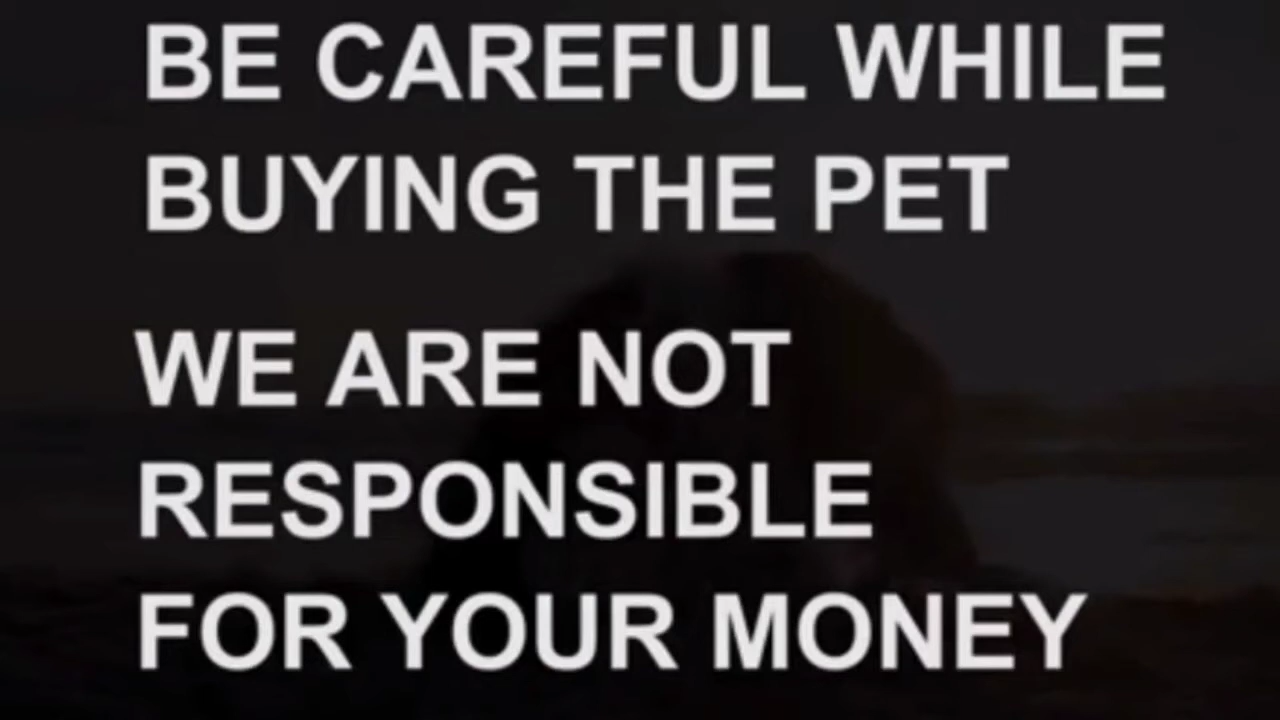 BE CAREFUL WHILE
BUYING THE PET
WE ARE NOT
RESPONSIBLE
FOR YOUR MONEY